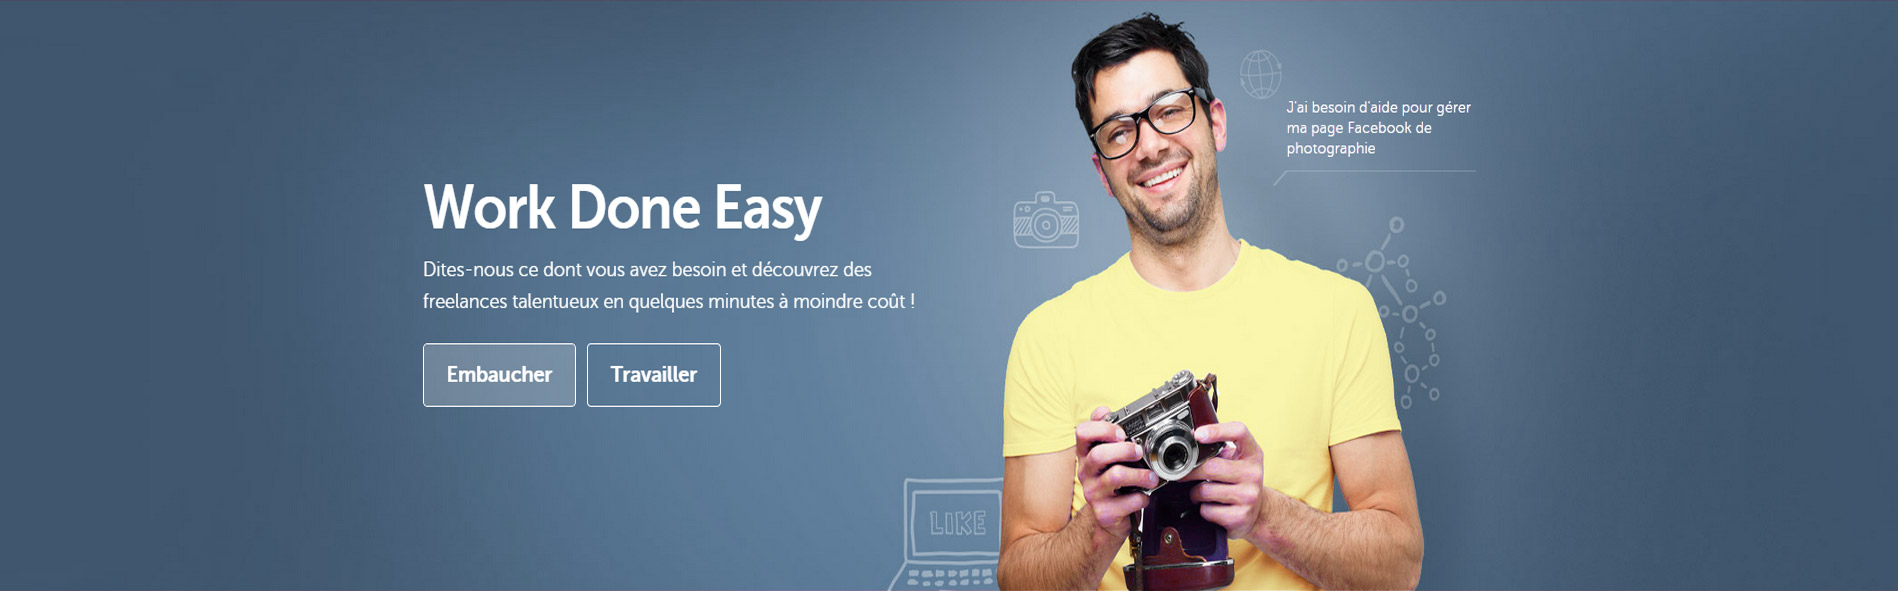 Work Done Easy
Dites-nous ce dont vous avez besoin et découvrez des
freelances talentueux en quelques minutes à moindre coût !
Embaucher
Travailler
J'ai besoin d'aide pour gérer
ma page Facebook de
photographie
LIKE